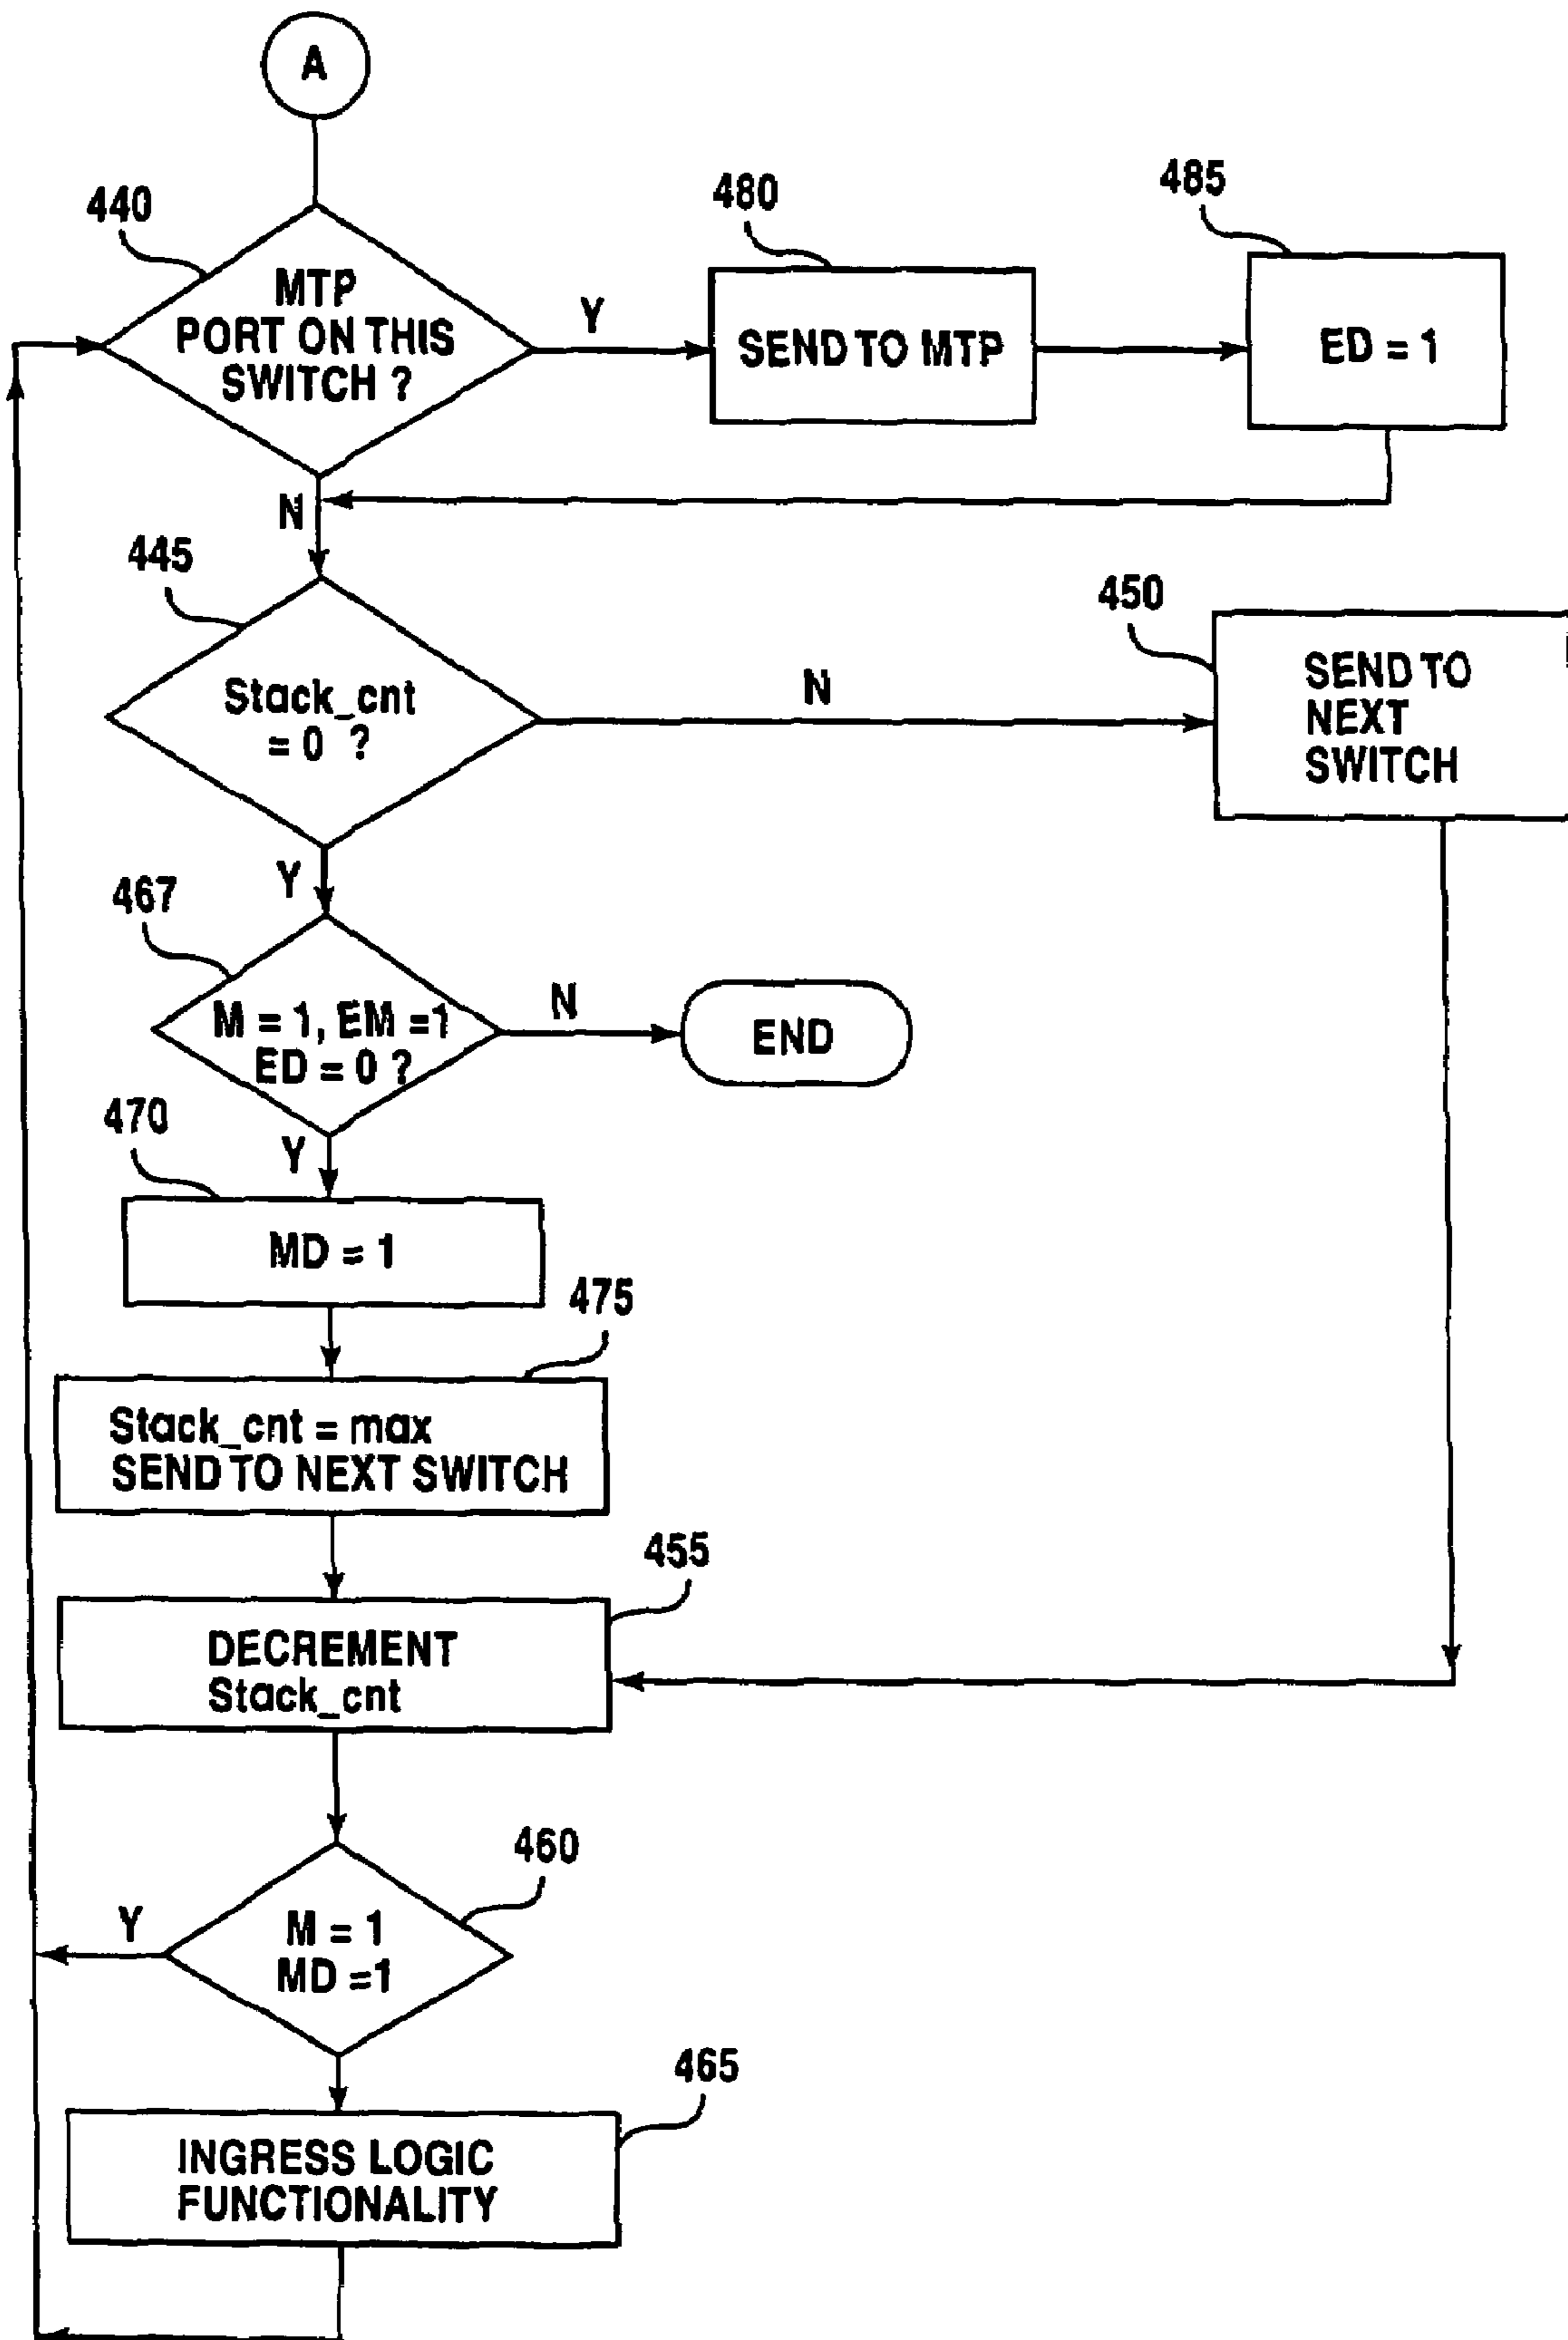 A
440
MTP
PORT ON THIS
SWITCH ?
Y
480
SEND TO MTP
485
ED = 1
N
445
Stack_cnt
= 0 ?
N
450
SEND TO
NEXT
SWITCH
Y
467
M = 1, EM =1
ED = 0 ?
N
END
470
Y
MD = 1
475
Stack_cnt = max
SEND TO NEXT SWITCH
455
DECREMENT
Stack_cnt
460
Y
M = 1
MD =1
465
INGRESS LOGIC
FUNCTIONALITY